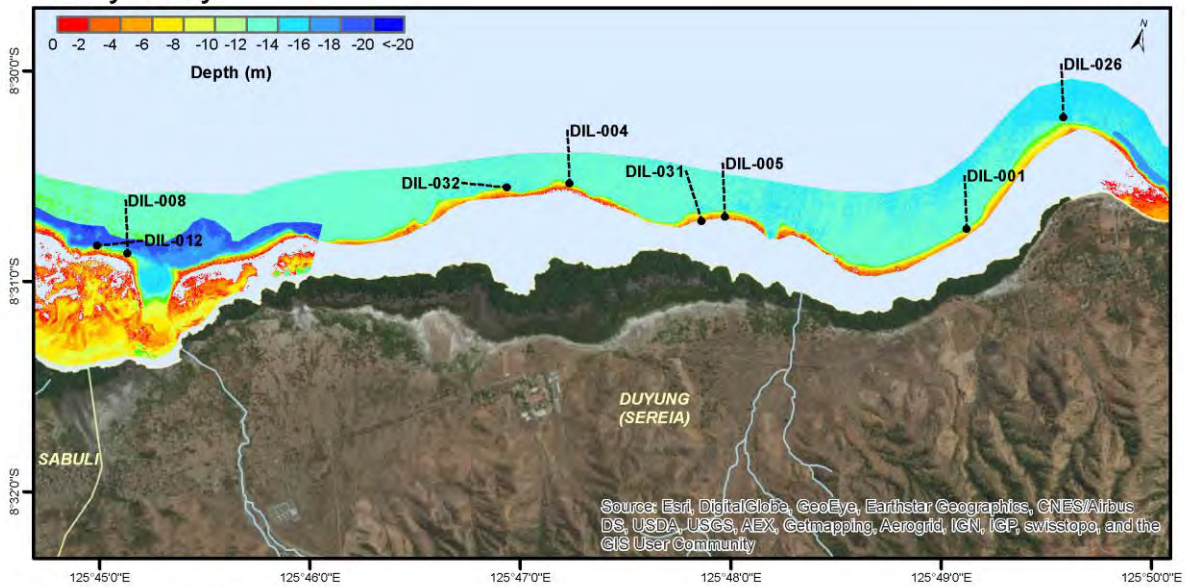 0 -2 -4 -6 -8 -10 -12 -14 -16 -18 -20 <-20
Depth (m)
N
DIL-026
DIL-004
DIL-032
DIL-031
DIL-005
DIL-001
DIL-008
DIL-012
DUYUNG
(SEREIA)
SABULI
Source: Esri, DigitalGlobe, GeoEye, Earthstar Geographics, CNES/Airbus
DS, USDA, USGS, AEX, Getmapping, Aerogrid, IGN, IGP, swisstopo, and the
GIS User Community
8°30'0"S
8°31'0"S
8°32'0"S
125°45'0"E 125°46'0"E 125°47'0"E 125°48'0"E 125°49'0"E 125°50'0"E